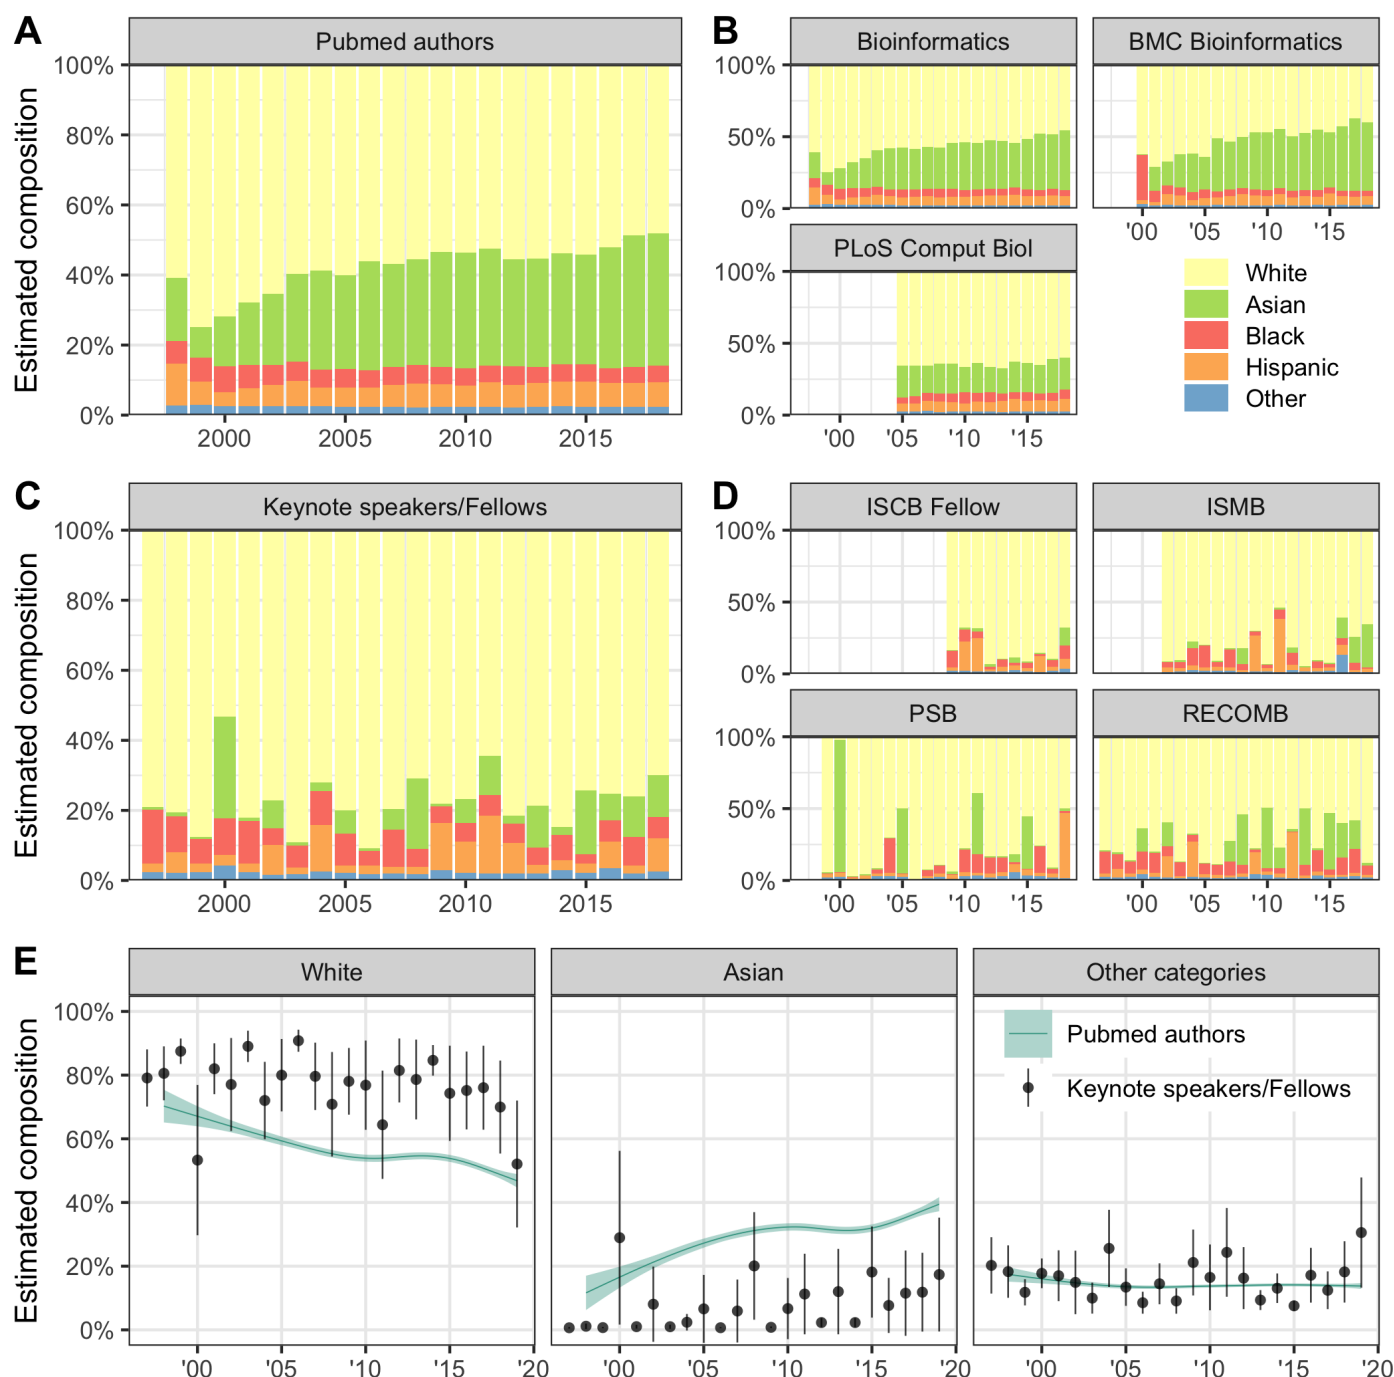 A
Pubmed authors
Estimated composition
100%
80%
60%
40%
20%
0%
2000 2005 2010 2015
B
Bioinformatics
BMC Bioinformatics
100%
50%
0%
'00 '05 '10 '15
PLoS Comput Biol
100%
50%
0%
'00 '05 '10 '15
White
Asian
Black
Hispanic
Other
C
Keynote speakers/Fellows
Estimated composition
100%
80%
60%
40%
20%
0%
2000 2005 2010 2015
D
ISCB Fellow
ISMB
100%
50%
0%
PSB
RECOMB
100%
50%
0%
'00 '05 '10 '15
'00 '05 '10 '15
E
White
Asian
Other categories
Estimated composition
100%
80%
60%
40%
20%
0%
'00 '05 '10 '15 '20
'00 '05 '10 '15 '20
'00 '05 '10 '15 '20
Pubmed authors
Keynote speakers/Fellows